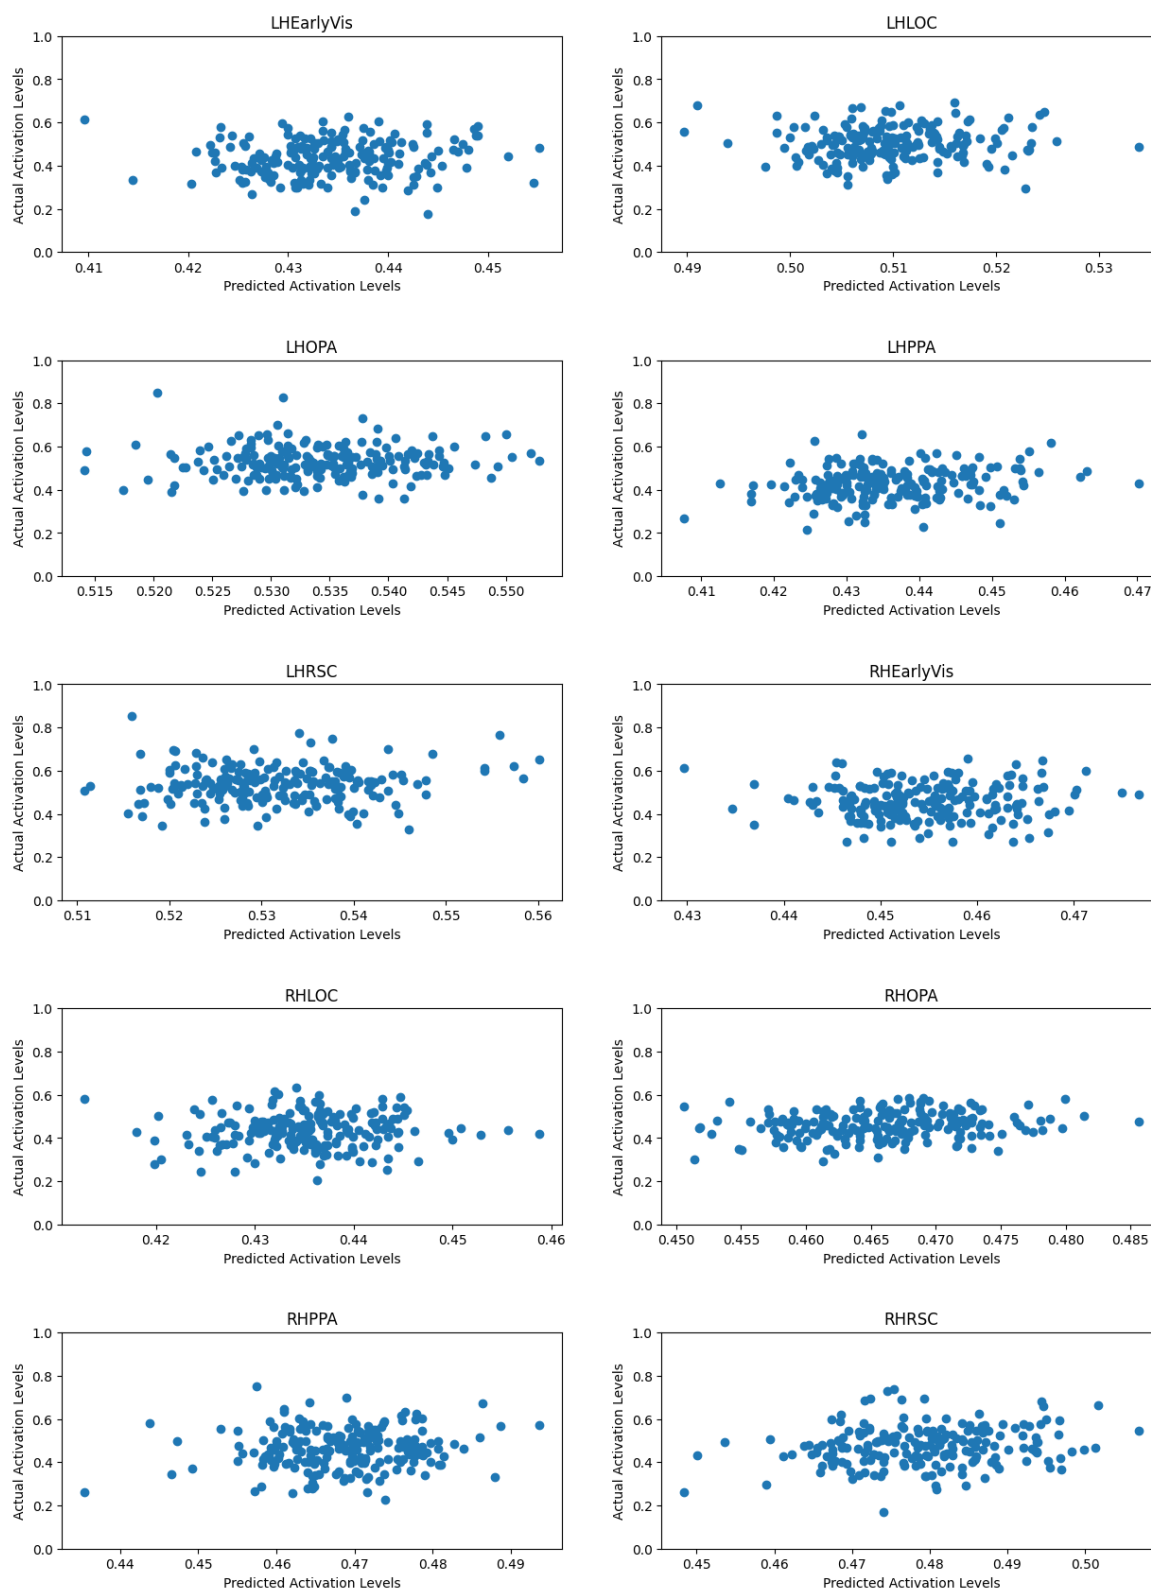 LHEarlyVis
1.0
0.8
0.6
0.4
0.2
0.0
Actual Activation Levels
0.41 0.42 0.43 0.44 0.45
Predicted Activation Levels
LHLOC
1.0
0.8
0.6
0.4
0.2
0.0
Actual Activation Levels
0.49 0.50 0.51 0.52 0.53
Predicted Activation Levels
LHOPA
1.0
0.8
0.6
0.4
0.2
0.0
Actual Activation Levels
0.515 0.520 0.525 0.530 0.535 0.540 0.545 0.550
Predicted Activation Levels
LHPPA
1.0
0.8
0.6
0.4
0.2
0.0
Actual Activation Levels
0.41 0.42 0.43 0.44 0.45 0.46 0.47
Predicted Activation Levels
LHRSC
1.0
0.8
0.6
0.4
0.2
0.0
Actual Activation Levels
0.51 0.52 0.53 0.54 0.55 0.56
Predicted Activation Levels
RHEarlyVis
1.0
0.8
0.6
0.4
0.2
0.0
Actual Activation Levels
0.43 0.44 0.45 0.46 0.47
Predicted Activation Levels
RHLOC
1.0
0.8
0.6
0.4
0.2
0.0
Actual Activation Levels
0.42 0.43 0.44 0.45 0.46
Predicted Activation Levels
RHOPA
1.0
0.8
0.6
0.4
0.2
0.0
Actual Activation Levels
0.450 0.455 0.460 0.465 0.470 0.475 0.480 0.485
Predicted Activation Levels
RHPPA
1.0
0.8
0.6
0.4
0.2
0.0
Actual Activation Levels
0.44 0.45 0.46 0.47 0.48 0.49
Predicted Activation Levels
RHRSC
1.0
0.8
0.6
0.4
0.2
0.0
Actual Activation Levels
0.45 0.46 0.47 0.48 0.49 0.50
Predicted Activation Levels